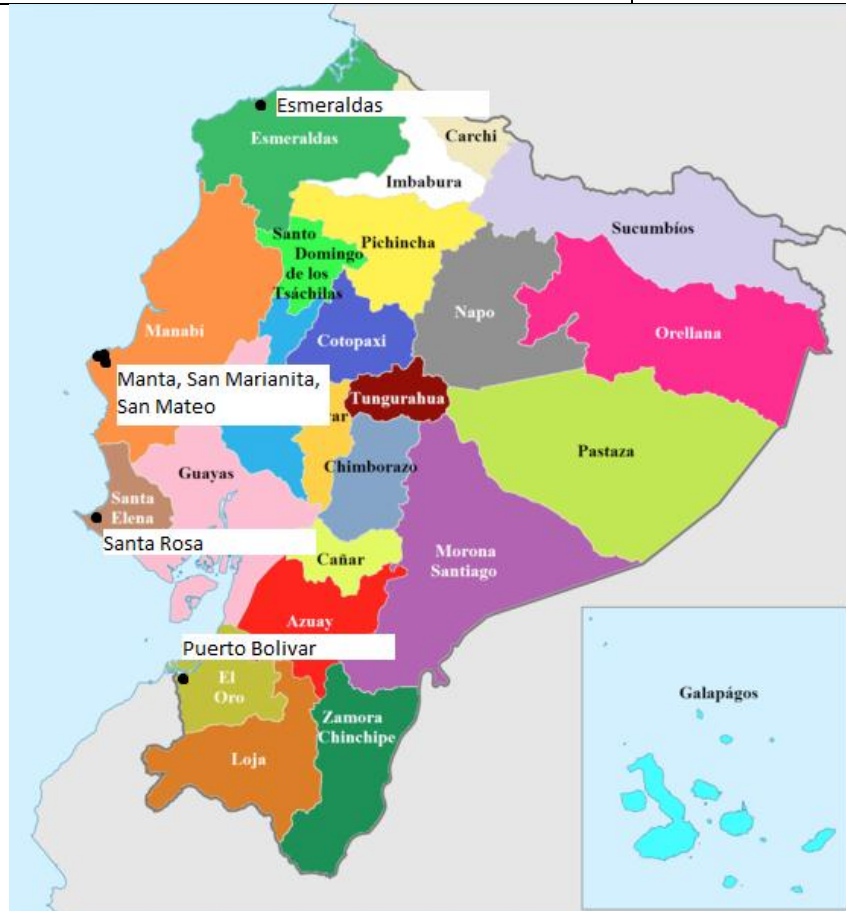 Esmeraldas
Esmeraldas
Carchi
Imbabura
Sucumbíos
Santo
Domingo
de los
Tsáchilas
Pichincha
Napo
Orellana
Manabí
Cotopaxi
Manta, San Marianita,
San Mateo
Tungurahua
Pastaza
Guayas
Chimborazo
Santa
Elena
Santa Rosa
Cañar
Morona
Santiago
Azuay
Puerto Bolivar
El
Oro
Galapágos
Zamora
Chinchipe
Loja